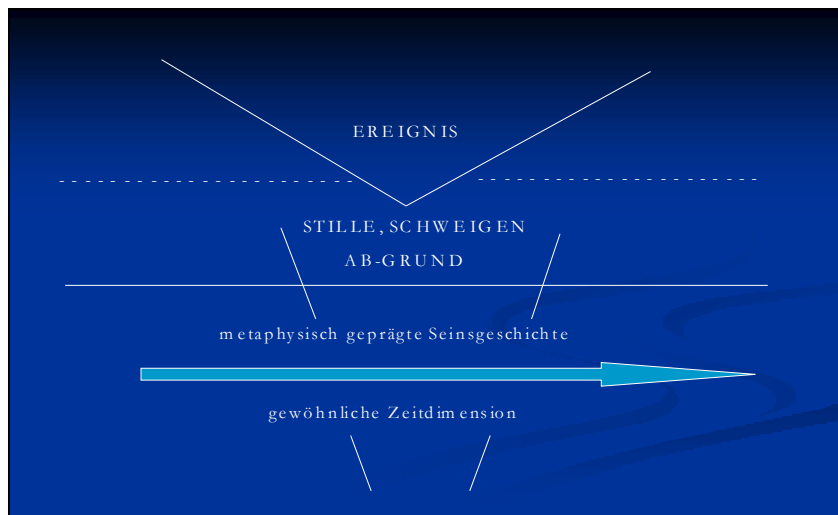 EREIGNIS
STILLE, SCHWEIGEN
AB-GRUND
metaphysisch geprägte Seinsgeschichte
gewöhnliche Zeitdimension